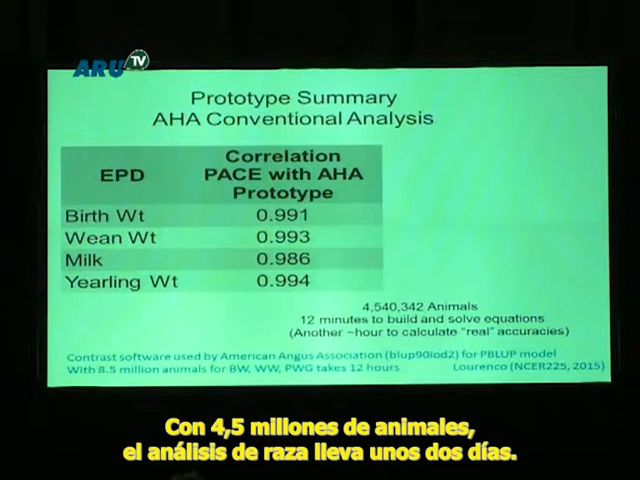 ARU TV
Prototype Summary
AHA Conventional Analysis
EPD
Correlation
PACE with AHA
Prototype
Birth Wt 0.991
Wean Wt 0.993
Milk 0.986
Yearling Wt 0.994
4,540,342 Animals
12 minutes to build and solve equations
(Another ~hour to calculate "real" accuracies)
Contrast software used by American Angus Association (blup90iod2) for PBLUP model
With 8.5 million animals for BW, WW, PWG takes 12 hours Lourenco (NCER225, 2015)
Con 4,5 millones de animales,
el análisis de raza lleva unos dos días.